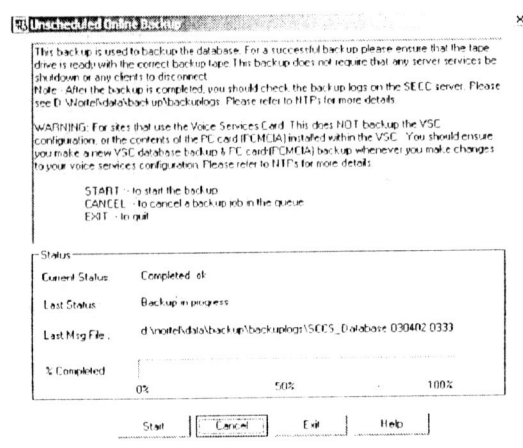 Unscheduled Online Backup
This backup is used to backup the database. For a successful backup please ensure that the tape
drive is ready with the correct backup tape. This backup does not require that any server services be
shutdown or any clients to disconnect.
Note - After the backup is completed, you should check the backup logs on the SECC server. Please
see D:\Nortel\data\backup\backuplogs. Please refer to NTPs for more details.
WARNING: For sites that use the Voice Services Card. This does NOT backup the VSC
configuration, or the contents of the PC card (PCMCIA) installed within the VSC. You should ensure
you make a new VSC database backup & PC card (PCMCIA) backup whenever you make changes
to your voice services configuration. Please refer to NTPs for more details.
START - to start the backup
CANCEL - to cancel a backup job in the queue
EXIT - to quit
Status
Current Status: Completed ok
Last Status: Backup in progress
Last Msg File: d:\nortel\data\backup\backuplogs\SCCS_Database.030402.0333
% Completed
0% 50% 100%
Start Cancel Exit Help